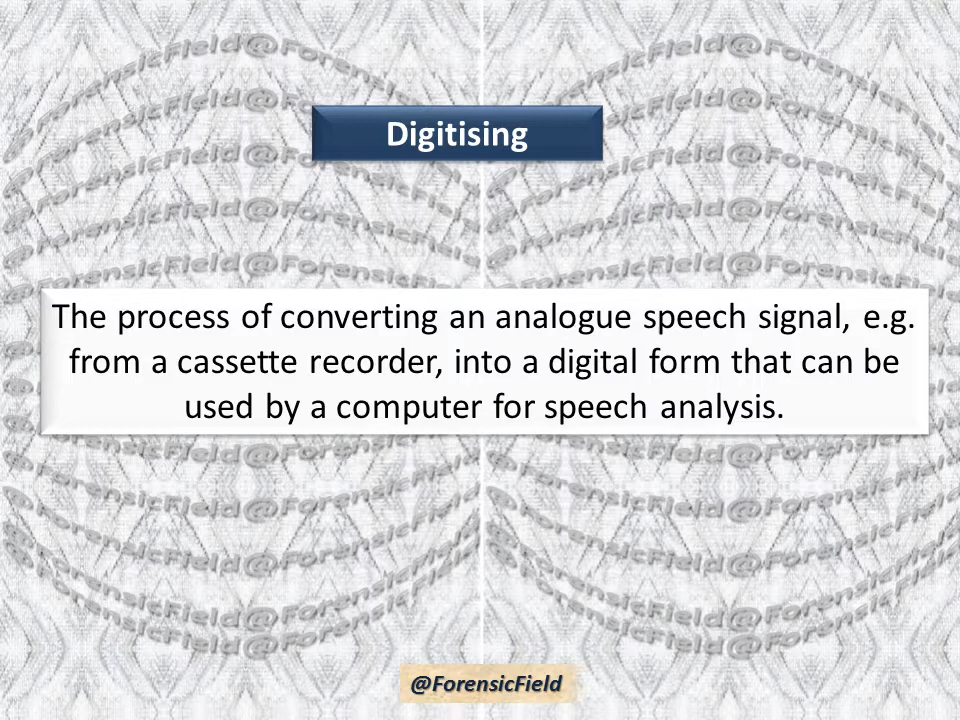 Digitising
The process of converting an analogue speech signal, e.g.
from a cassette recorder, into a digital form that can be
used by a computer for speech analysis.
@ForensicField